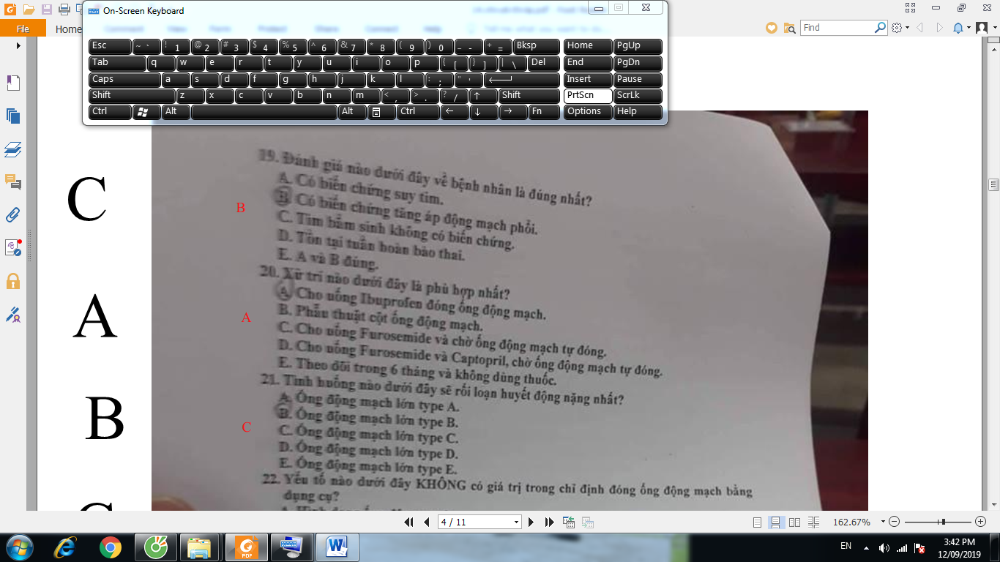 On-Screen Keyboard
File
Home
Find
Esc ~ ` ! 1 @ 2 # 3 $ 4 % 5 ^ 6 & 7 * 8 ( 9 ) 0 _ - + = Bksp Home PgUp
Tab q w e r t y u i o p { [ } ] | \ Del End PgDn
Caps a s d f g h j k l : ; " ' Insert Pause
Shift z x c v b n m < , > . ? / ↑ Shift PrtScn ScrLk
Ctrl Alt Alt Ctrl ← ↓ → Fn Options Help
19. Đánh giá nào dưới đây về bệnh nhân là đúng nhất?
A. Có biến chứng suy tim.
B. Có biến chứng tăng áp động mạch phổi.
C. Tim bẩm sinh không có biến chứng.
D. Tồn tại tuần hoàn bào thai.
E. A và B đúng.
C
B
20. Xử trí nào dưới đây là phù hợp nhất?
A. Cho uống Ibuprofen đóng ống động mạch.
B. Phẫu thuật cột ống động mạch.
C. Cho uống Furosemide và chờ ống động mạch tự đóng.
D. Cho uống Furosemide và Captopril, chờ ống động mạch tự đóng.
E. Theo dõi trong 6 tháng và không dùng thuốc.
A
A
21. Tình huống nào dưới đây sẽ rối loạn huyết động nặng nhất?
A. Ống động mạch lớn type A.
B. Ống động mạch lớn type B.
C. Ống động mạch lớn type C.
D. Ống động mạch lớn type D.
E. Ống động mạch lớn type E.
B
C
22. Yếu tố nào dưới đây KHÔNG có giá trị trong chỉ định đóng ống động mạch bằng
dụng cụ?
4 / 11
162.67%
EN
3:42 PM
12/09/2019
PDF